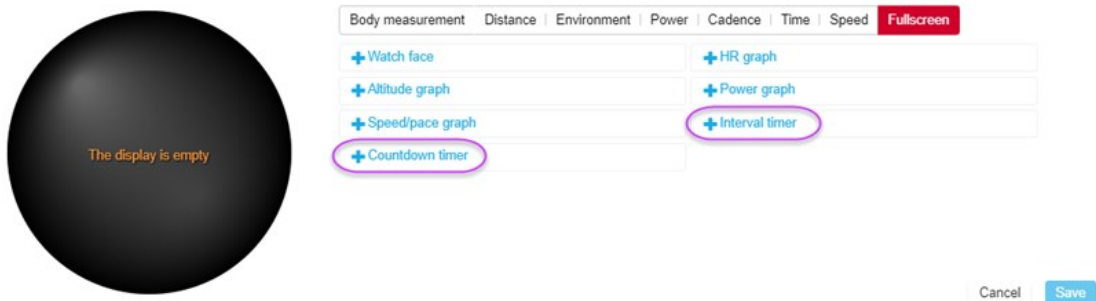 Body measurement Distance Environment Power Cadence Time Speed Fullscreen
Watch face HR graph
Altitude graph Power graph
Speed/pace graph Interval timer
The display is empty Countdown timer
Cancel Save